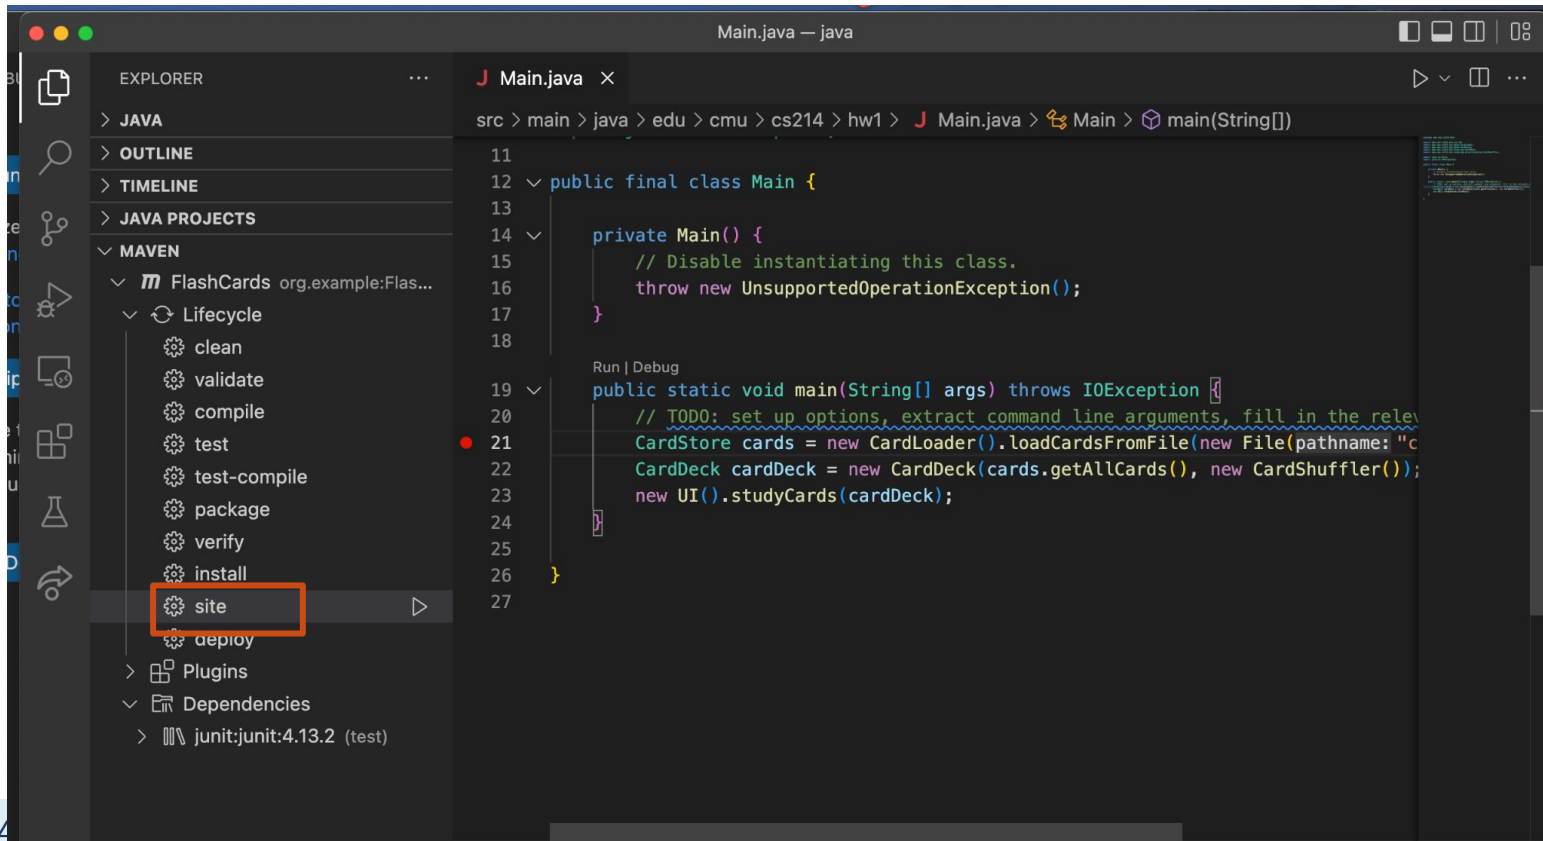 Main.java — java
EXPLORER
JAVA
OUTLINE
TIMELINE
JAVA PROJECTS
MAVEN
FlashCards org.example:Flas...
Lifecycle
clean
validate
compile
test
test-compile
package
verify
install
site
deploy
Plugins
Dependencies
junit:junit:4.13.2 (test)
Main.java
src > main > java > edu > cmu > cs214 > hw1 > Main.java > Main > main(String[])
11
12 public final class Main {
13
14 private Main() {
15 // Disable instantiating this class.
16 throw new UnsupportedOperationException();
17 }
18
Run | Debug
19 public static void main(String[] args) throws IOException {
20 // TODO: set up options, extract command line arguments, fill in the relev
21 CardStore cards = new CardLoader().loadCardsFromFile(new File(pathname: "c
22 CardDeck cardDeck = new CardDeck(cards.getAllCards(), new CardShuffler());
23 new UI().studyCards(cardDeck);
24 }
25
26 }
27